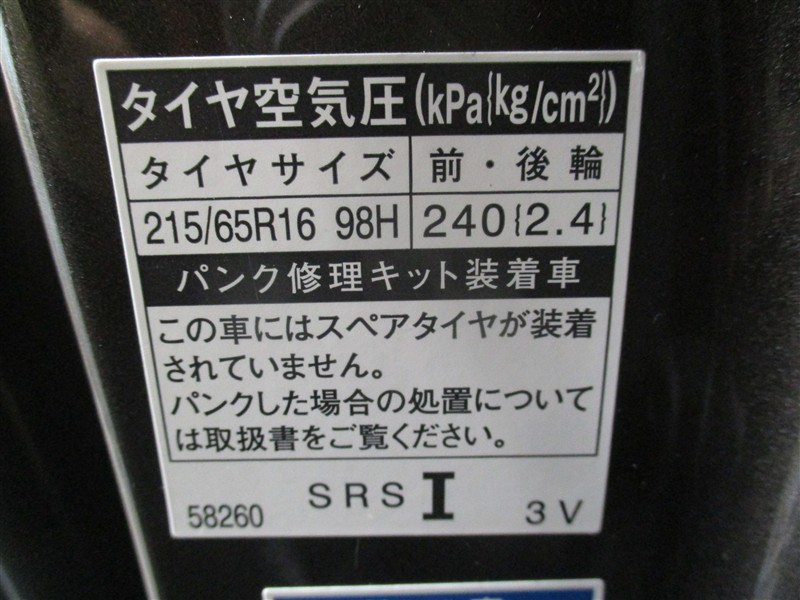 タイヤ空気圧(kPa{kg/cm²})
タイヤサイズ 前・後輪
215/65R16 98H 240{2.4}
パンク修理キット装着車
この車にはスペアタイヤが装着
されていません。
パンクした場合の処置について
は取扱書をご覧ください。
58260 SRS I 3V